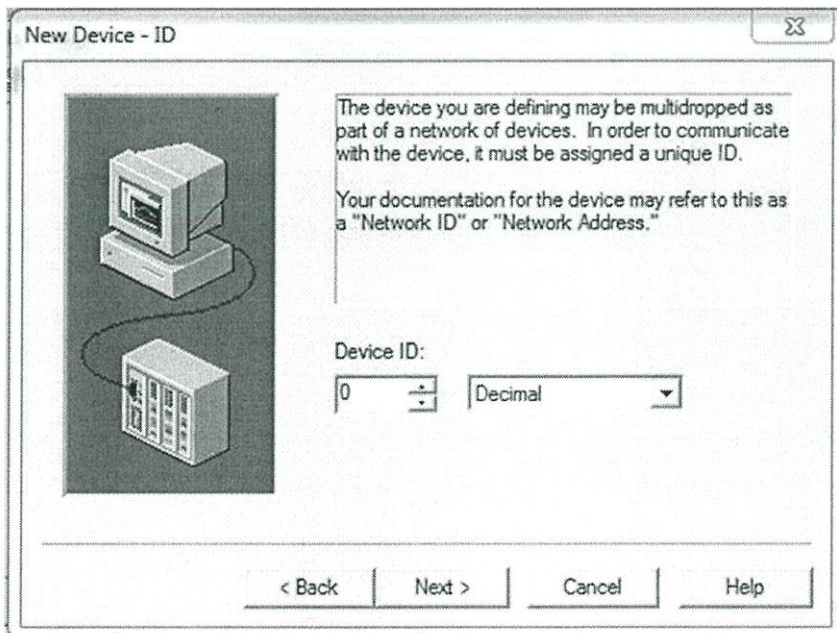 New Device - ID
The device you are defining may be multidropped as
part of a network of devices. In order to communicate
with the device, it must be assigned a unique ID.
Your documentation for the device may refer to this as
a "Network ID" or "Network Address."
Device ID:
0 Decimal
< Back Next > Cancel Help